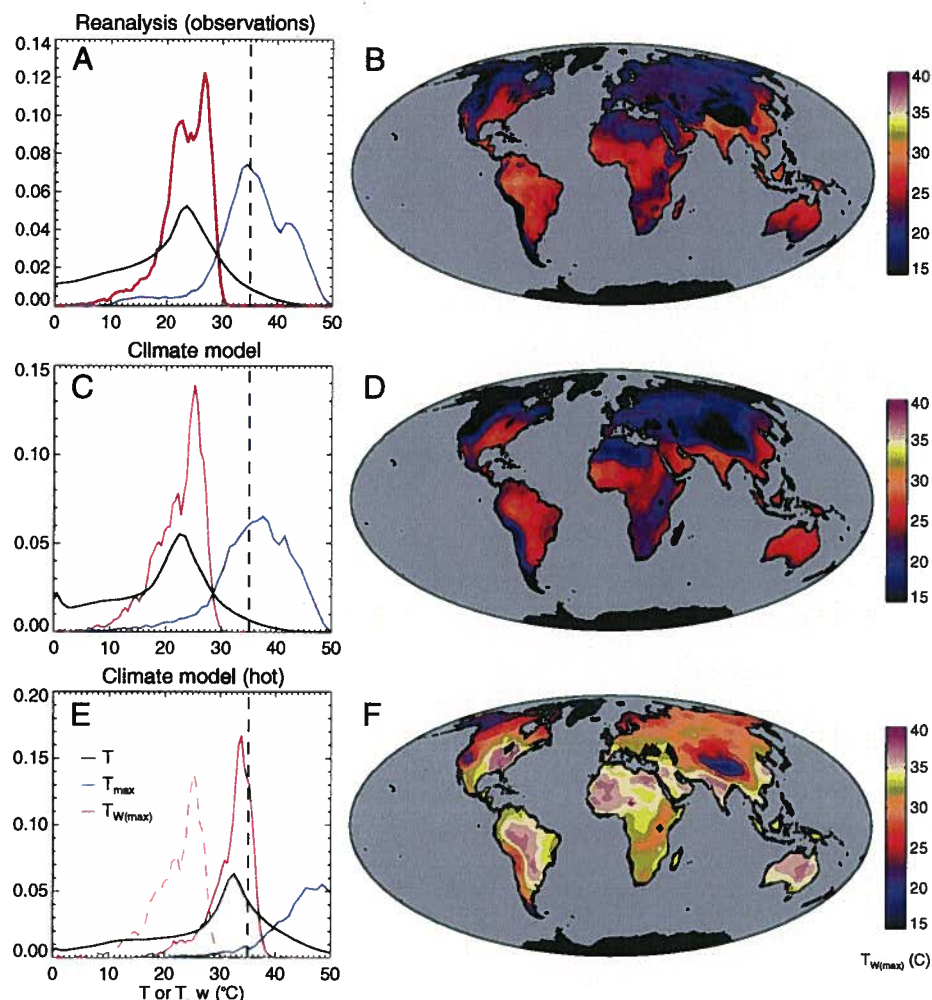 Reanalysis (observations)
A
0.14
0.12
0.10
0.08
0.06
0.04
0.02
0.00
0 10 20 30 40 50
B
40
35
30
25
20
15
Climate model
C
0.15
0.10
0.05
0.00
0 10 20 30 40 50
D
40
35
30
25
20
15
Climate model (hot)
E
0.20
0.15
0.10
0.05
0.00
T
Tmax
TW(max)
0 10 20 30 40 50
T or T_w (°C)
F
40
35
30
25
20
15
TW(max) (C)